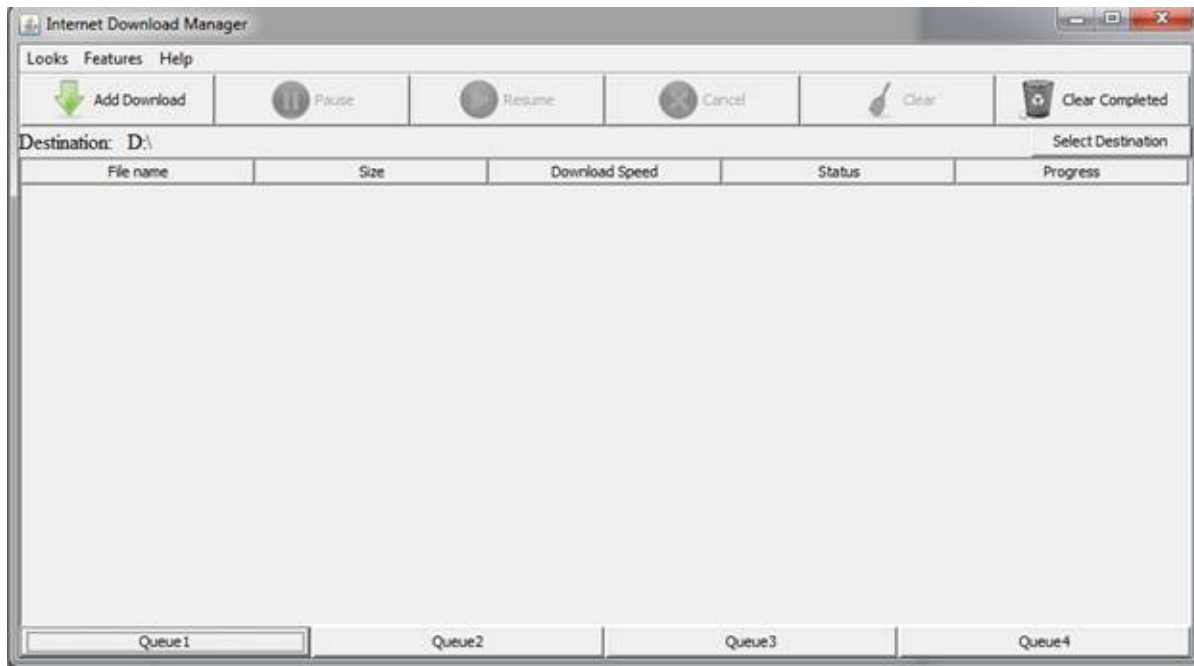 Internet Download Manager
Looks Features Help
Add Download Pause Resume Cancel Clear Clear Completed
Destination: D:\ Select Destination
File name Size Download Speed Status Progress
Queue1 Queue2 Queue3 Queue4